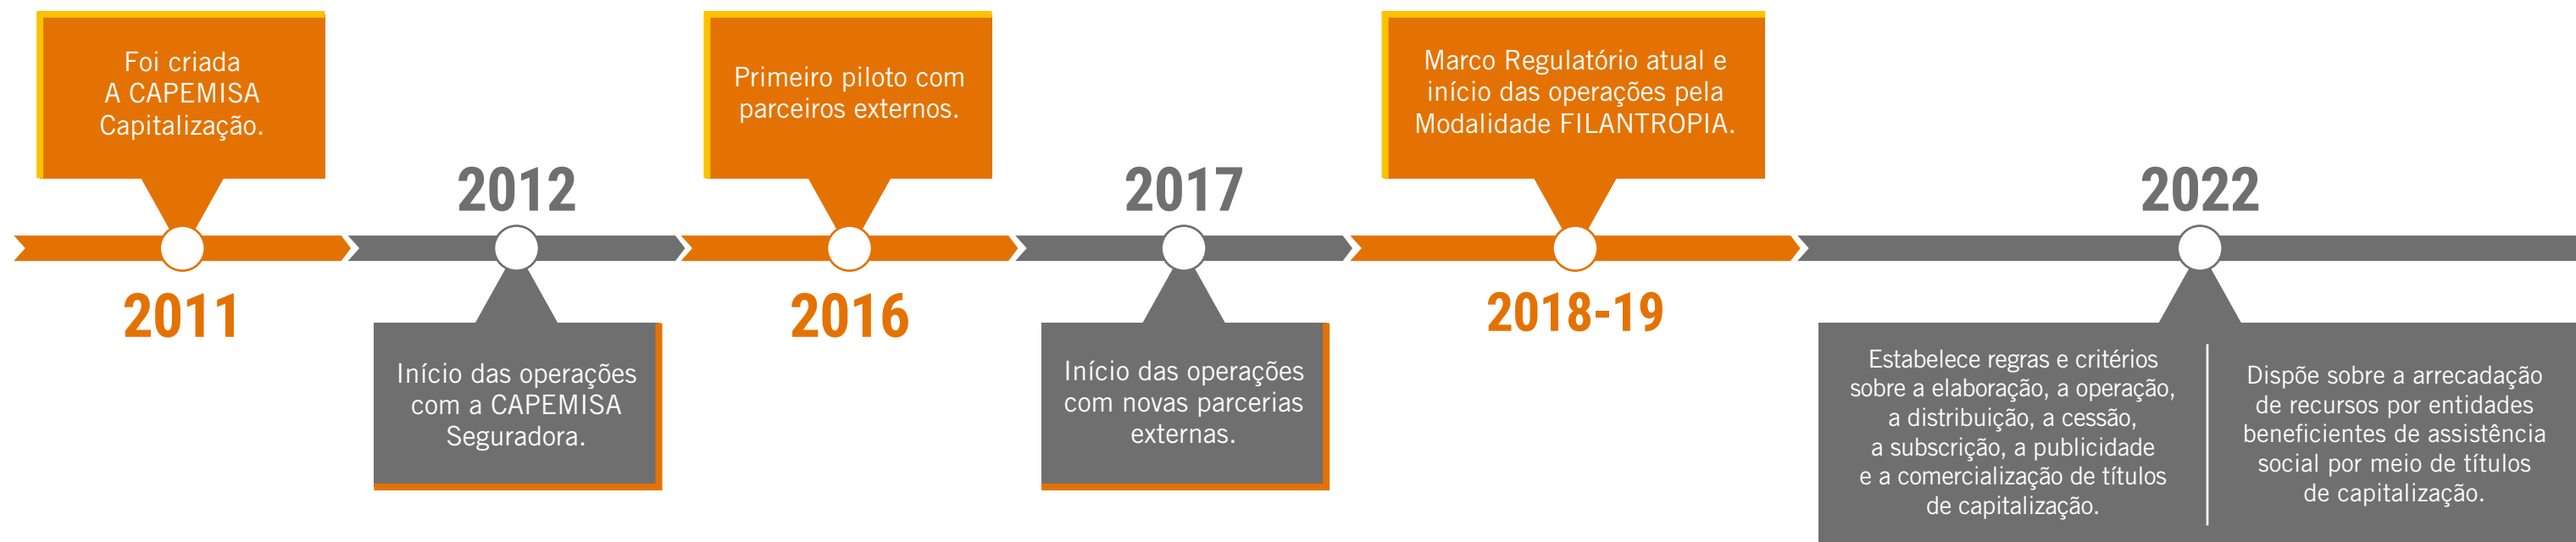 Foi criada
A CAPEMISA
Capitalização.
2011
2012
Início das operações
com a CAPEMISA
Seguradora.
Primeiro piloto com
parceiros externos.
2016
2017
Início das operações
com novas parcerias
externas.
Marco Regulatório atual e
início das operações pela
Modalidade FILANTROPIA.
2018-19
2022
Estabelece regras e critérios
sobre a elaboração, a operação,
a distribuição, a cessão,
a subscrição, a publicidade
e a comercialização de títulos
de capitalização.
Dispõe sobre a arrecadação
de recursos por entidades
beneficientes de assistência
social por meio de títulos
de capitalização.